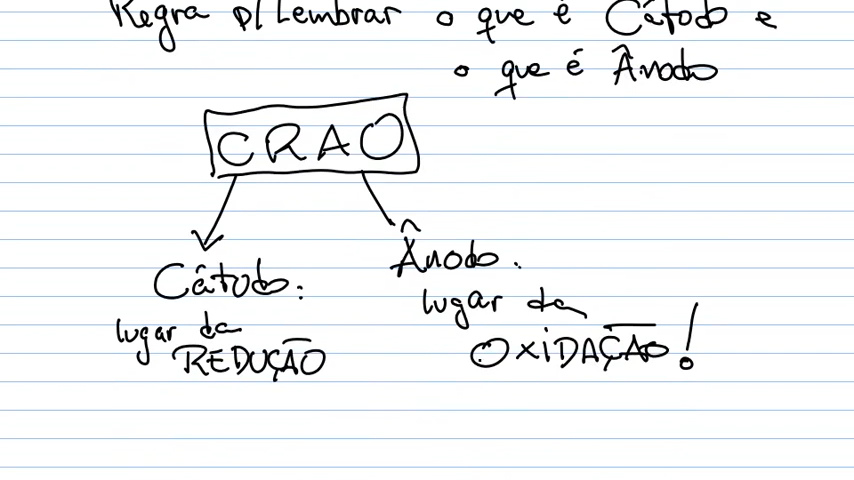 Regra p/ Lembrar o que é Cátodo e
o que é Ânodo
CRAO
Cátodo:
lugar da
REDUÇÃO
Ânodo:
lugar da
OXiDAÇÃO!